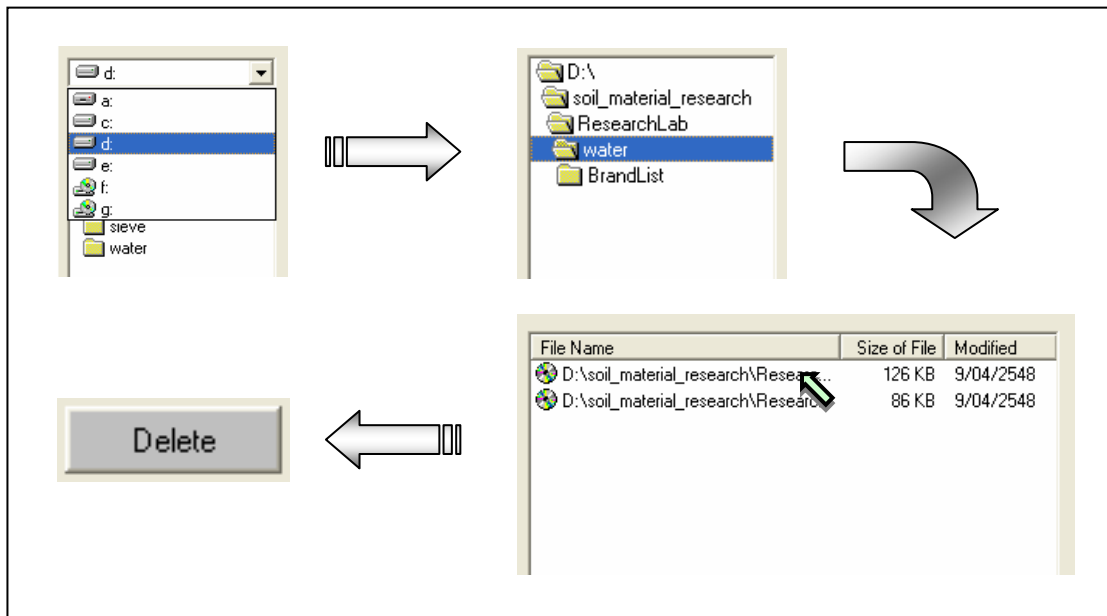 d:
a:
c:
d:
e:
f:
g:
sieve
water
D:\
soil_material_research
ResearchLab
water
BrandList
File Name Size of File Modified
D:\soil_material_research\Researc... 126 KB 9/04/2548
D:\soil_material_research\Researc... 86 KB 9/04/2548
Delete